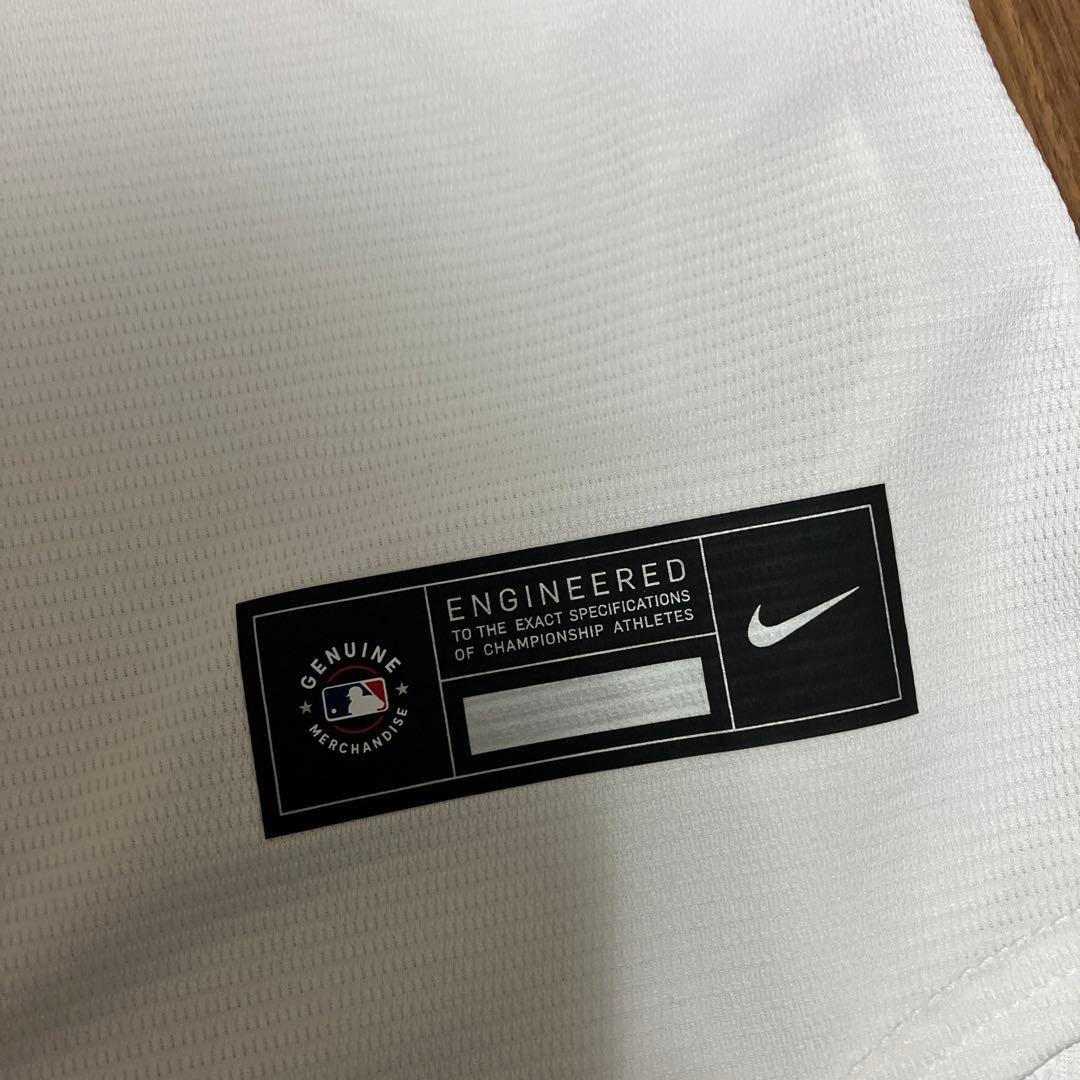 GENUINE
MERCHANDISE
ENGINEERED
TO THE EXACT SPECIFICATIONS
OF CHAMPIONSHIP ATHLETES